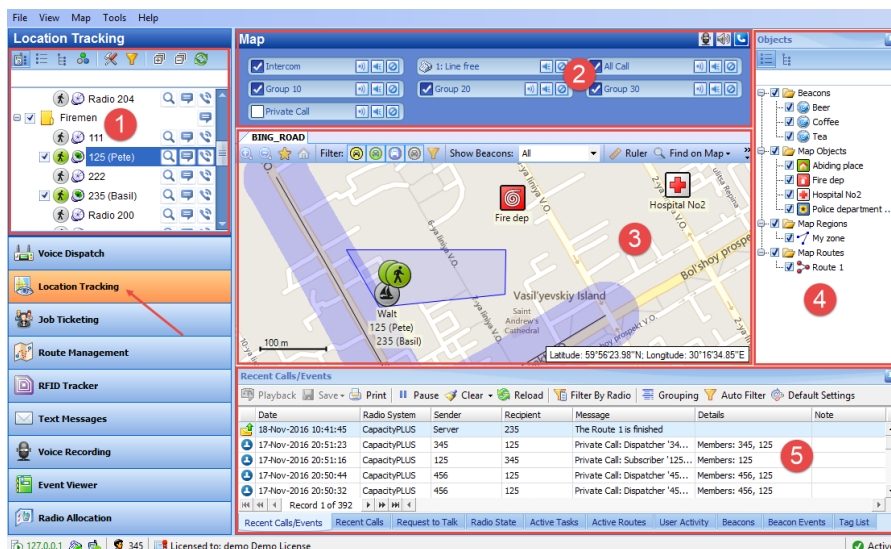 File View Map Tools Help
Location Tracking
Radio 204
Firemen
1
111
125 (Pete)
222
235 (Basil)
Radio 200
Voice Dispatch
Location Tracking
Job Ticketing
Route Management
RFID Tracker
Text Messages
Voice Recording
Event Viewer
Radio Allocation
Map
Intercom
1: Line free
2
All Call
Group 10
Group 20
Group 30
Private Call
BING_ROAD
Filter:
Show Beacons: All
Ruler
Find on Map
Fire dep
Hospital No2
3
6-ya liniya V.O.
Bol'shoy prospekt
Vasil'yevskiy Island
Saint
Andrew's
Cathedral
Walt
125 (Pete)
235 (Basil)
100 m
Latitude: 59°56'23.98"N; Longitude: 30°16'34.85"E
Objects
Beacons
Beer
Coffee
Tea
Map Objects
Abiding place
Fire dep
Hospital No2
Police department ...
Map Regions
My zone
Map Routes
Route 1
4
Recent Calls/Events
Playback Save Print Pause Clear Reload Filter By Radio Grouping Auto Filter Default Settings
Date Radio System Sender Recipient Message Details Note
18-Nov-2016 10:41:45 CapacityPLUS Server 235 The Route 1 is finished
17-Nov-2016 20:51:23 CapacityPLUS 345 125 Private Call: Dispatcher '34... Members: 345, 125
17-Nov-2016 20:51:16 CapacityPLUS 125 345 Private Call: Subscriber '125... Members: 125
17-Nov-2016 20:50:44 CapacityPLUS 456 125 Private Call: Dispatcher '45... Members: 456, 125
17-Nov-2016 20:50:32 CapacityPLUS 456 125 Private Call: Dispatcher '45... Members: 456, 125
5
Record 1 of 392
Recent Calls/Events Recent Calls Request to Talk Radio State Active Tasks Active Routes User Activity Beacons Beacon Events Tag List
127.0.0.1 345 Licensed to: demo Demo License Active